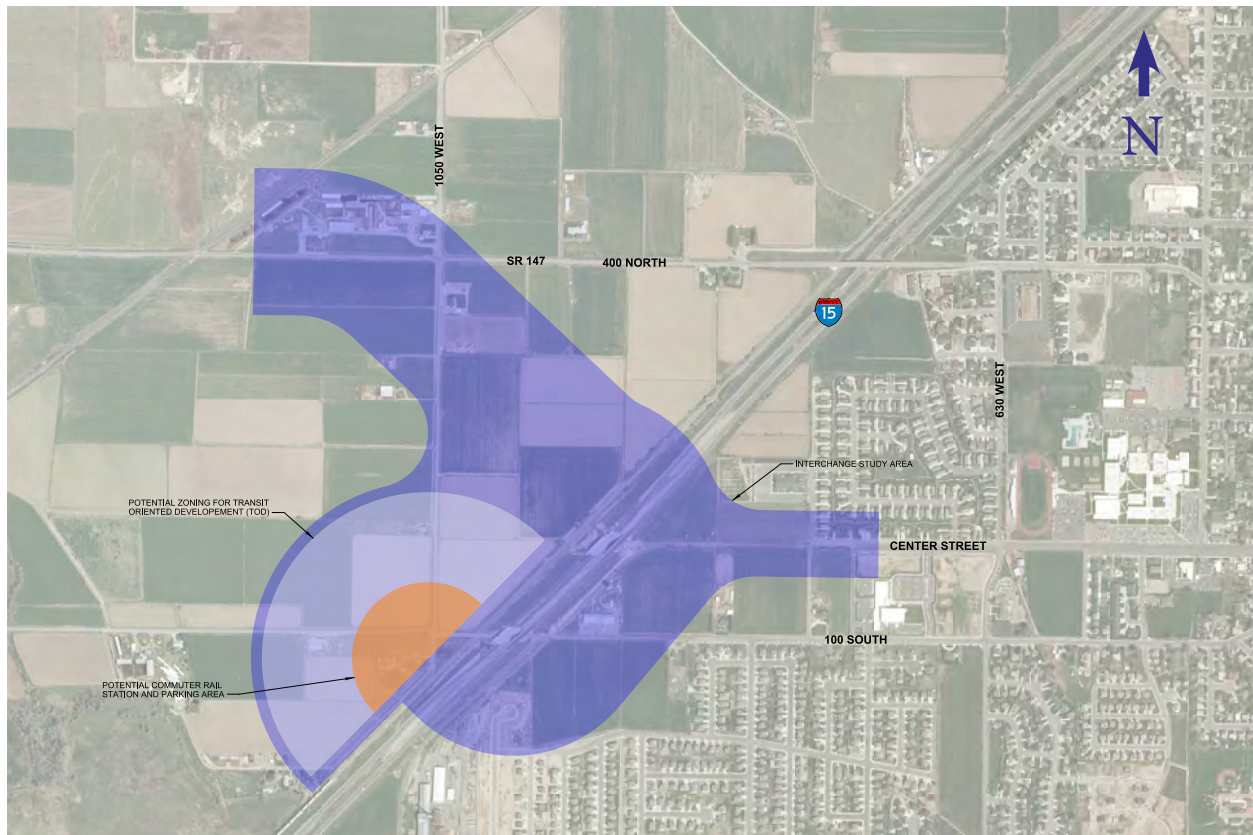 N
1050 WEST
SR 147
400 NORTH
15
630 WEST
INTERCHANGE STUDY AREA
POTENTIAL ZONING FOR TRANSIT
ORIENTED DEVELOPEMENT (TOD)
CENTER STREET
100 SOUTH
POTENTIAL COMMUTER RAIL
STATION AND PARKING AREA